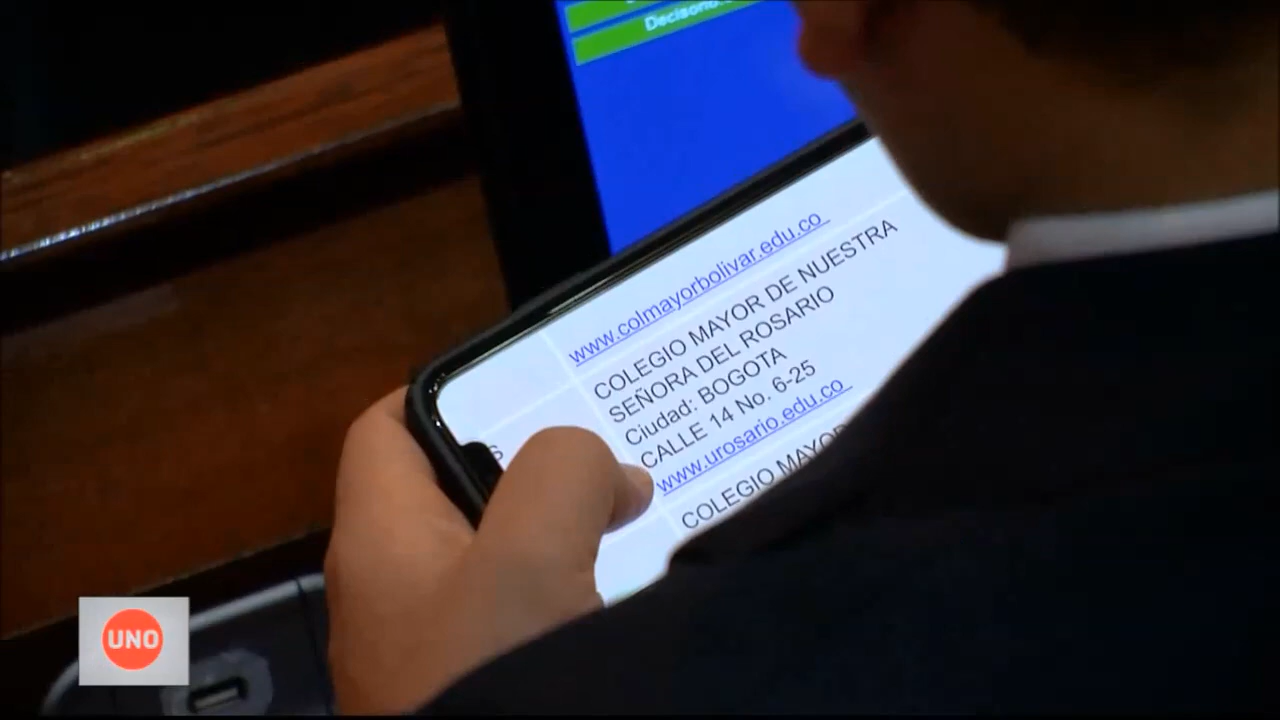 www.colmayorbolivar.edu.co
COLEGIO MAYOR DE NUESTRA
SEÑORA DEL ROSARIO
Ciudad: BOGOTA
CALLE 14 No. 6-25
www.urosario.edu.co
COLEGIO MAYOR
S
UNO